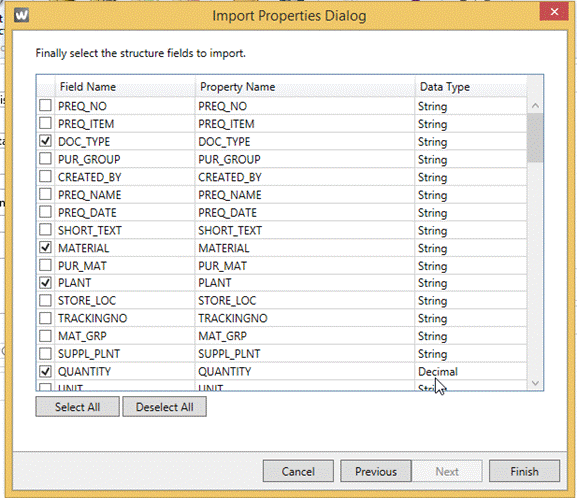 W Import Properties Dialog
Finally select the structure fields to import.
Field Name Property Name Data Type
PREQ_NO PREQ_NO String
PREQ_ITEM PREQ_ITEM String
DOC_TYPE DOC_TYPE String
PUR_GROUP PUR_GROUP String
CREATED_BY CREATED_BY String
PREQ_NAME PREQ_NAME String
PREQ_DATE PREQ_DATE String
SHORT_TEXT SHORT_TEXT String
MATERIAL MATERIAL String
PUR_MAT PUR_MAT String
PLANT PLANT String
STORE_LOC STORE_LOC String
TRACKINGNO TRACKINGNO String
MAT_GRP MAT_GRP String
SUPPL_PLNT SUPPL_PLNT String
QUANTITY QUANTITY Decimal
UNIT UNIT String
Select All Deselect All
Cancel Previous Next Finish